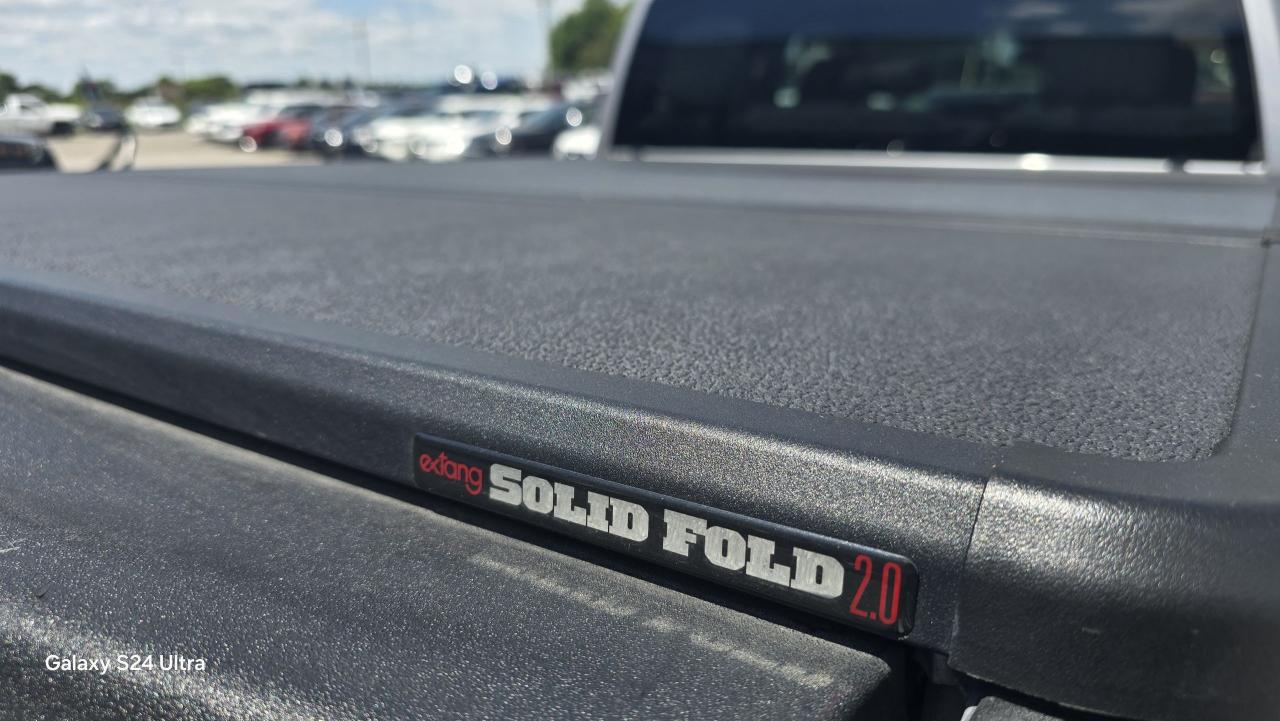 extang SOLID FOLD 2.0
Galaxy S24 Ultra